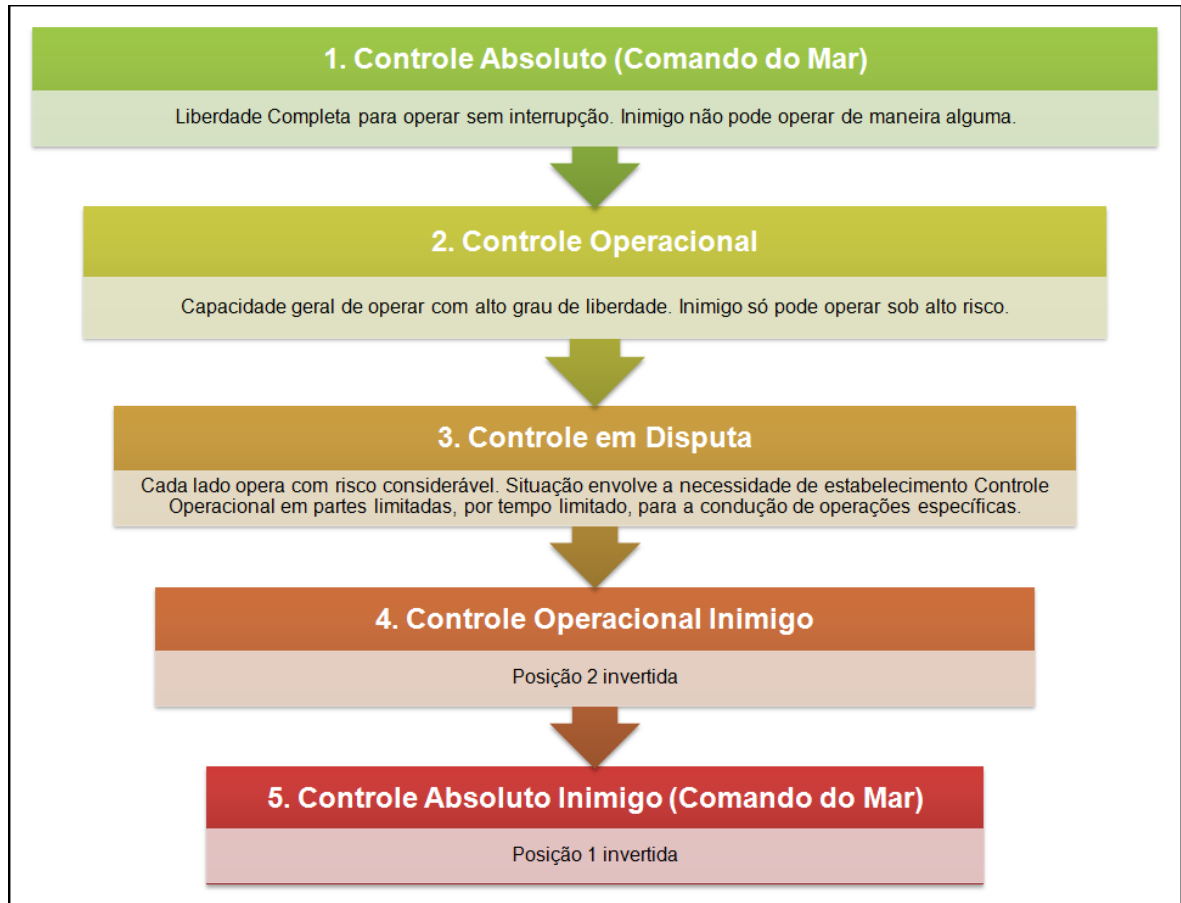 1. Controle Absoluto (Comando do Mar)
Liberdade Completa para operar sem interrupção. Inimigo não pode operar de maneira alguma.
2. Controle Operacional
Capacidade geral de operar com alto grau de liberdade. Inimigo só pode operar sob alto risco.
3. Controle em Disputa
Cada lado opera com risco considerável. Situação envolve a necessidade de estabelecimento Controle
Operacional em partes limitadas, por tempo limitado, para a condução de operações específicas.
4. Controle Operacional Inimigo
Posição 2 invertida
5. Controle Absoluto Inimigo (Comando do Mar)
Posição 1 invertida